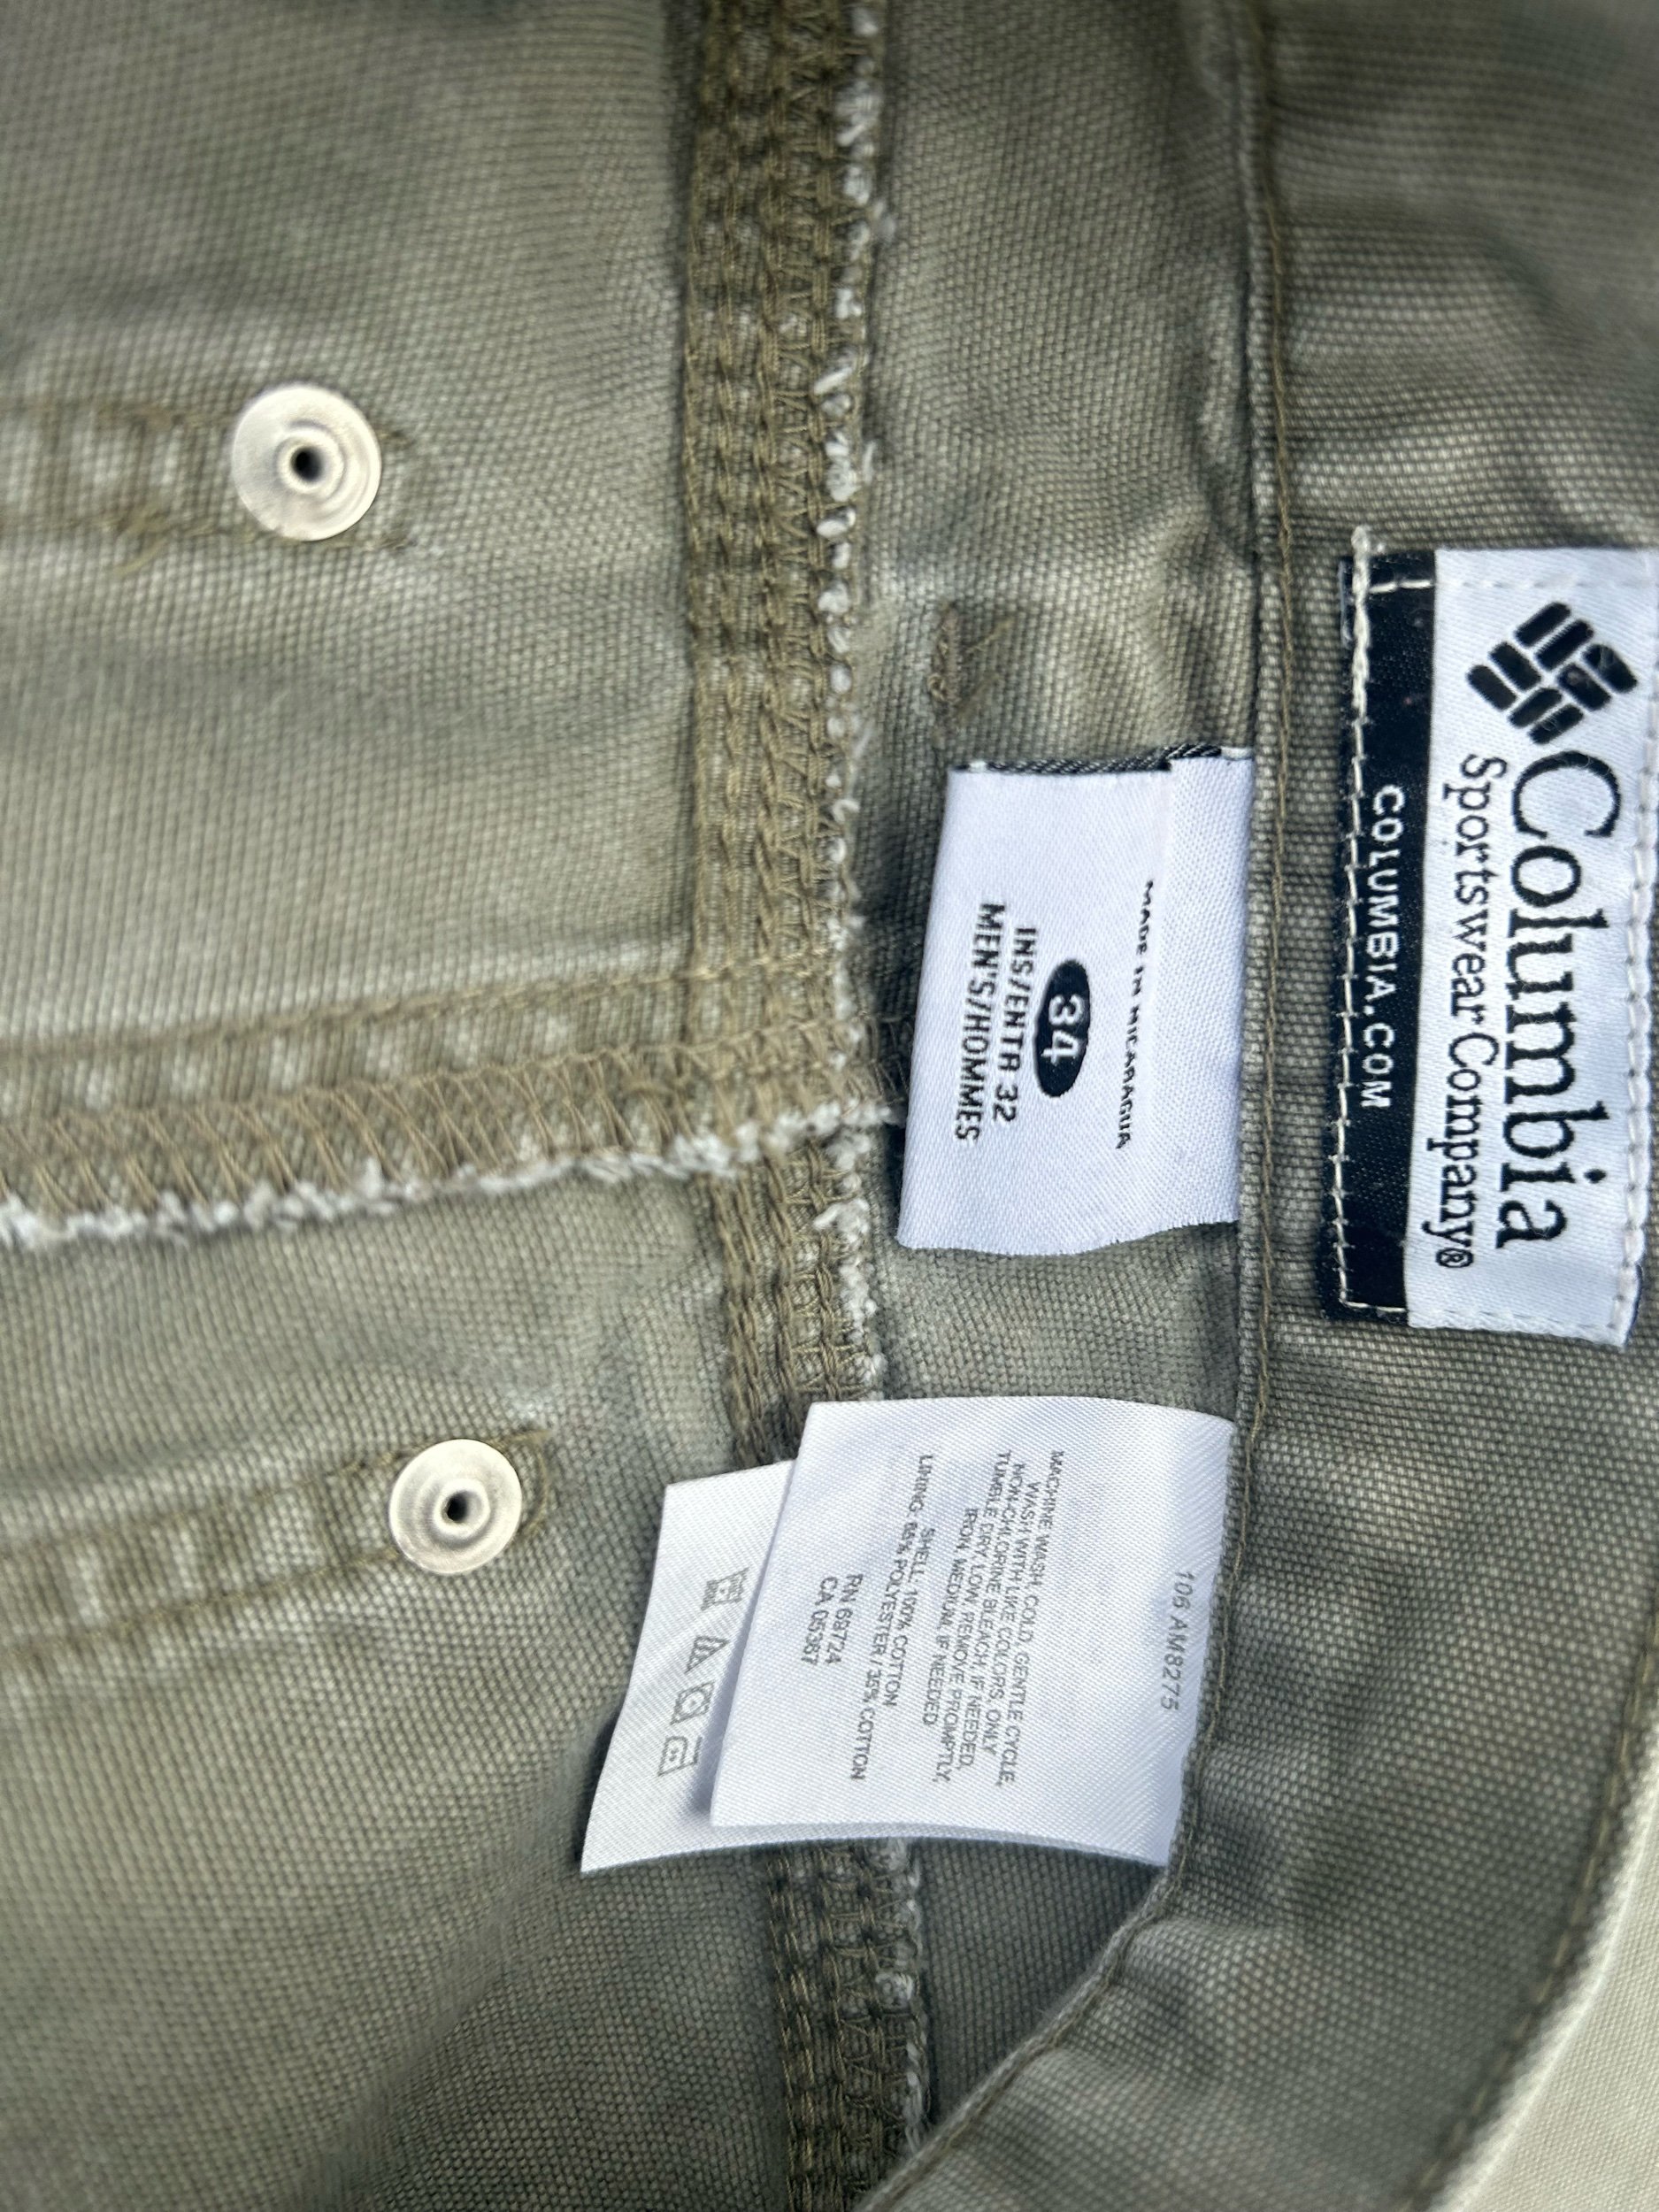 Columbia
Sportswear Company®
COLUMBIA.COM
MADE IN NICARAGUA
34
INS/ENTR 32
MEN'S/HOMMES
106 AM8275
MACHINE WASH, COLD, GENTLE CYCLE,
WASH WITH LIKE COLORS, ONLY
NON-CHLORINE BLEACH, IF NEEDED,
TUMBLE DRY, LOW, REMOVE PROMPTLY,
IRON, MEDIUM, IF NEEDED
SHELL: 100% COTTON
LINING: 65% POLYESTER / 35% COTTON
RN 69724
CA 05367